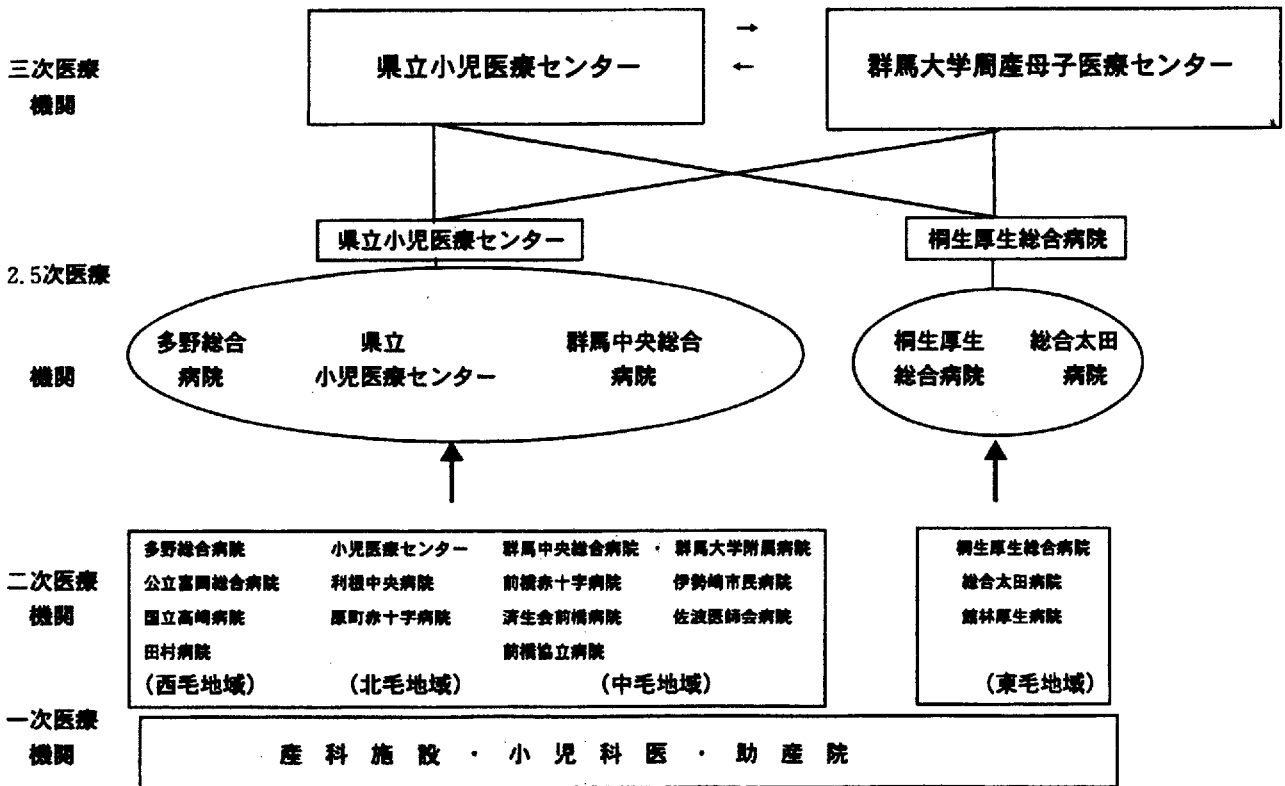 三次医療
機関
県立小児医療センター
→
←
群馬大学周産母子医療センター
県立小児医療センター
桐生厚生総合病院
2.5次医療
機関
多野総合
病院
県立
小児医療センター
群馬中央総合
病院
桐生厚生
総合病院
総合太田
病院
二次医療
機関
多野総合病院 小児医療センター 群馬中央総合病院 ・ 群馬大学附属病院
公立富岡総合病院 利根中央病院 前橋赤十字病院 伊勢崎市民病院
国立高崎病院 原町赤十字病院 済生会前橋病院 佐波医師会病院
田村病院 前橋協立病院
(西毛地域) (北毛地域) (中毛地域)
桐生厚生総合病院
総合太田病院
館林厚生病院
(東毛地域)
一次医療
機関
産科施設・小児科医・助産院